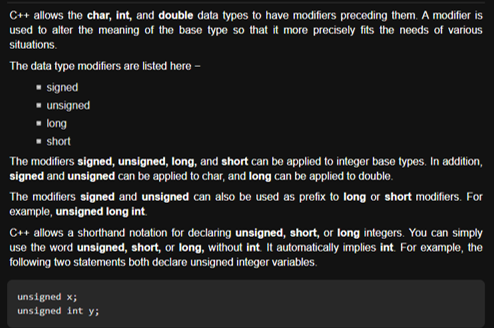 C++ allows the char, int, and double data types to have modifiers preceding them. A modifier is
used to alter the meaning of the base type so that it more precisely fits the needs of various
situations.
The data type modifiers are listed here −
signed
unsigned
long
short
The modifiers signed, unsigned, long, and short can be applied to integer base types. In addition,
signed and unsigned can be applied to char, and long can be applied to double.
The modifiers signed and unsigned can also be used as prefix to long or short modifiers. For
example, unsigned long int.
C++ allows a shorthand notation for declaring unsigned, short, or long integers. You can simply
use the word unsigned, short, or long, without int. It automatically implies int. For example, the
following two statements both declare unsigned integer variables.
unsigned x;
unsigned int y;